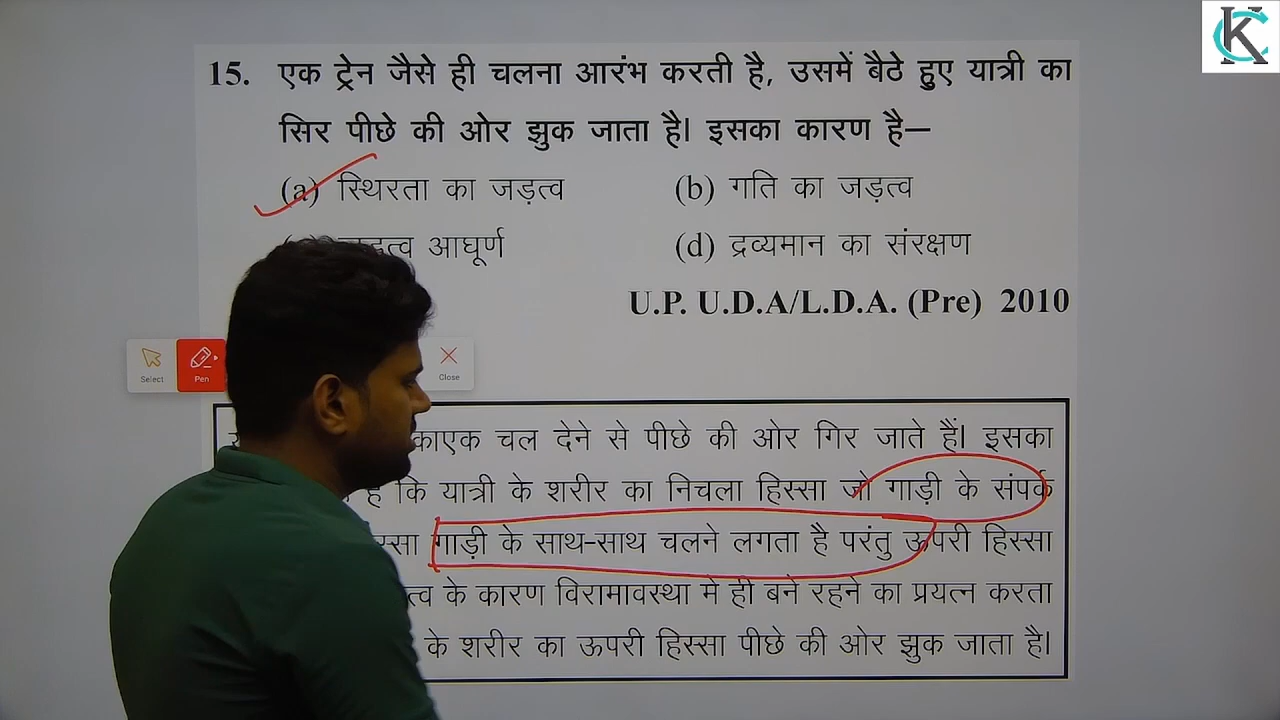 15. एक ट्रेन जैसे ही चलना आरंभ करती है, उसमें बैठे हुए यात्री का
सिर पीछे की ओर झुक जाता है। इसका कारण है—
(a) स्थिरता का जड़त्व (b) गति का जड़त्व
आघूर्ण (d) द्रव्यमान का संरक्षण
U.P. U.D.A/L.D.A. (Pre) 2010
Select Pen Close
चल देने से पीछे की ओर गिर जाते हैं। इसका
है कि यात्री के शरीर का निचला हिस्सा जो गाड़ी के संपर्क
गाड़ी के साथ-साथ चलने लगता है परंतु ऊपरी हिस्सा
के कारण विरामावस्था मे ही बने रहने का प्रयत्न करता
के शरीर का ऊपरी हिस्सा पीछे की ओर झुक जाता है।
KC